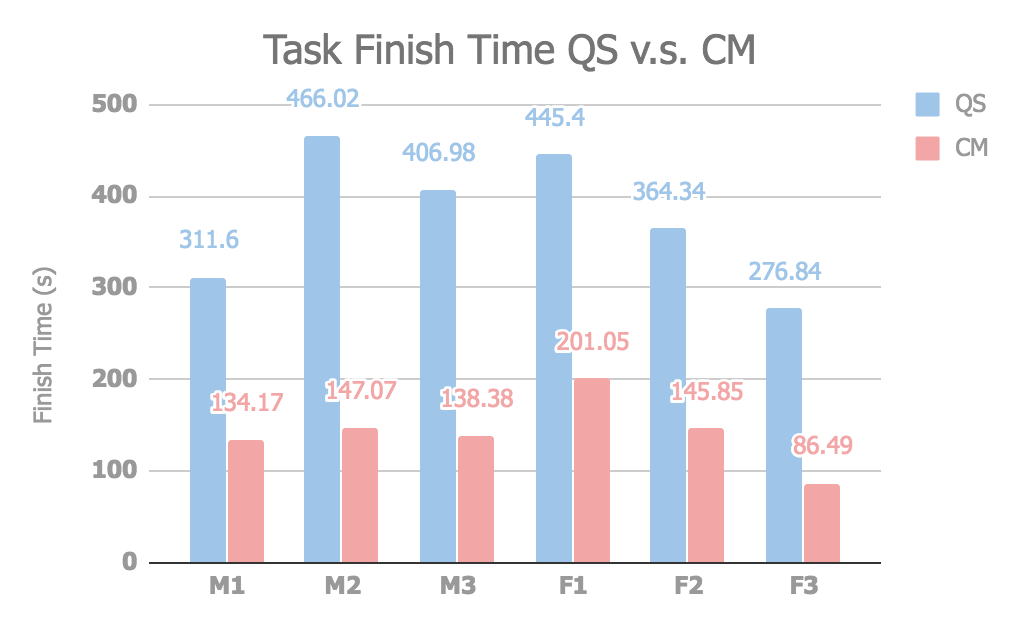 Task Finish Time QS v.s. CM
QS
CM
Finish Time (s)
500
400
300
200
100
0
311.6
466.02
406.98
445.4
364.34
276.84
134.17
147.07
138.38
201.05
145.85
86.49
M1
M2
M3
F1
F2
F3